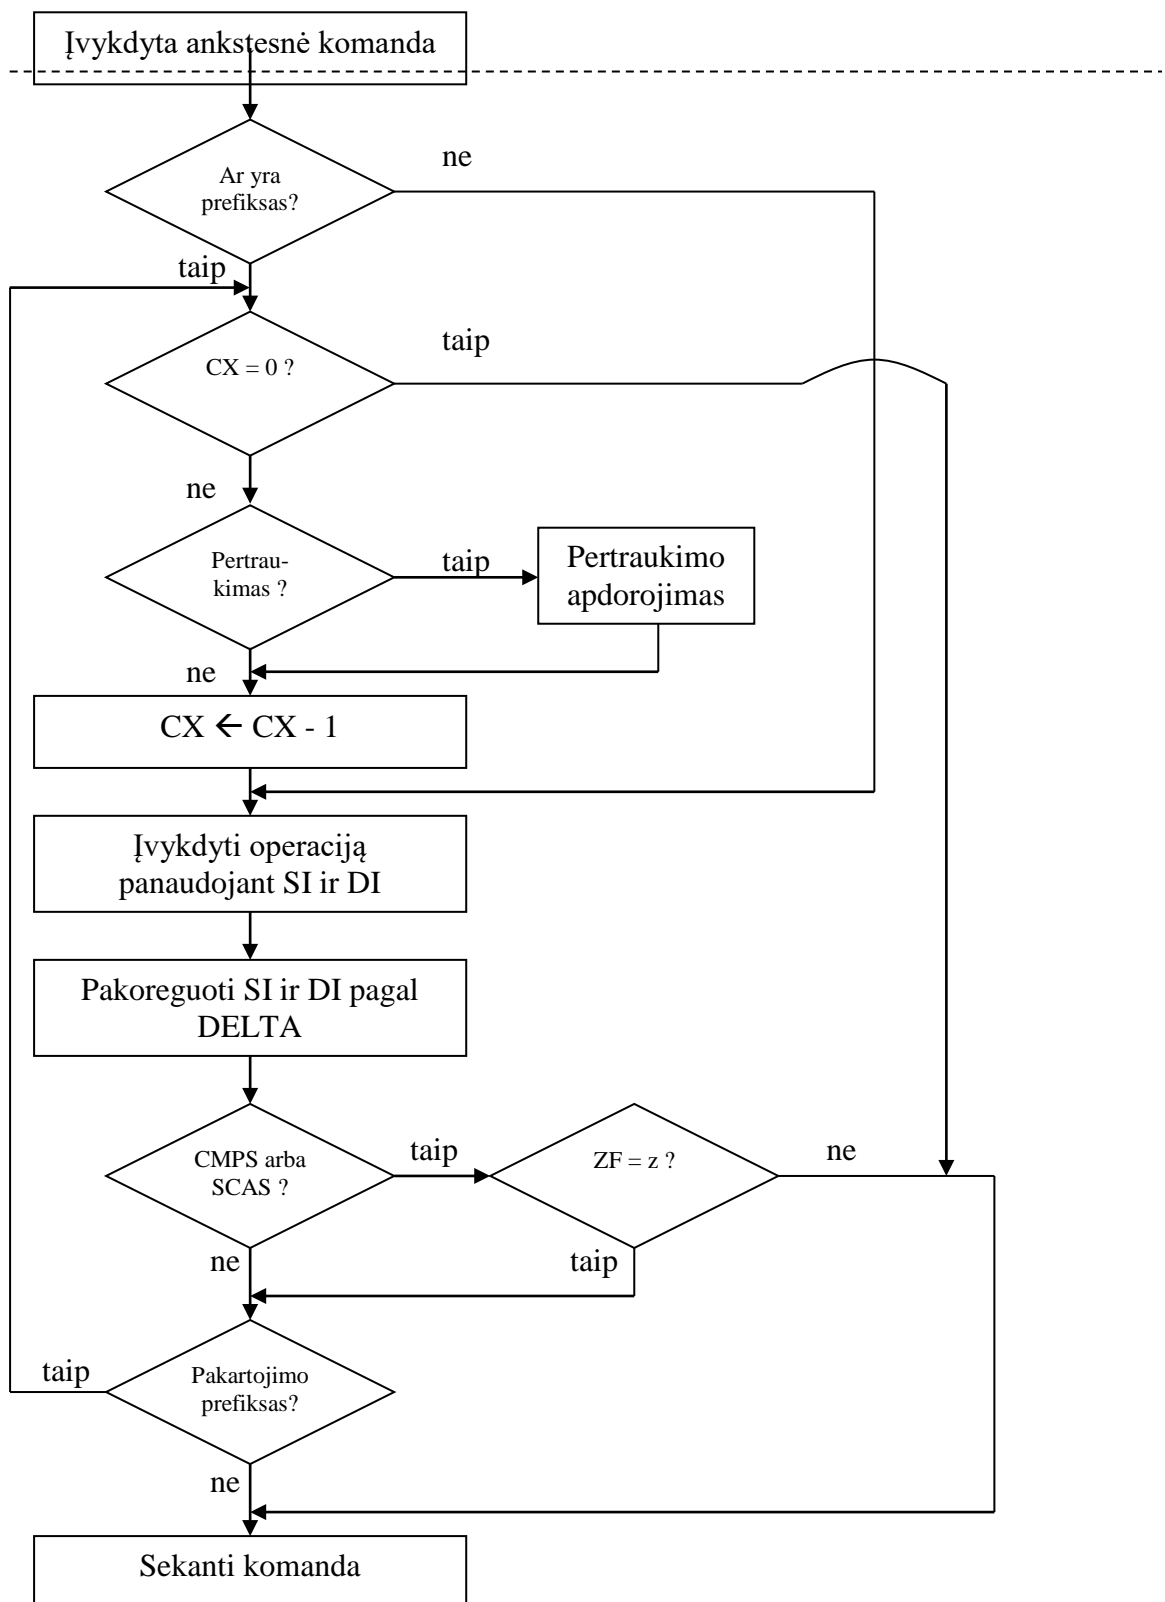 Įvykdyta ankstesnė komanda
Ar yra
prefiksas?
ne
taip
CX = 0 ?
taip
ne
Pertrau-
kimas ?
taip
Pertraukimo
apdorojimas
ne
CX ← CX - 1
Įvykdyti operaciją
panaudojant SI ir DI
Pakoreguoti SI ir DI pagal
DELTA
CMPS arba
SCAS ?
taip
ZF = z ?
ne
ne
taip
taip
Pakartojimo
prefiksas?
ne
Sekanti komanda